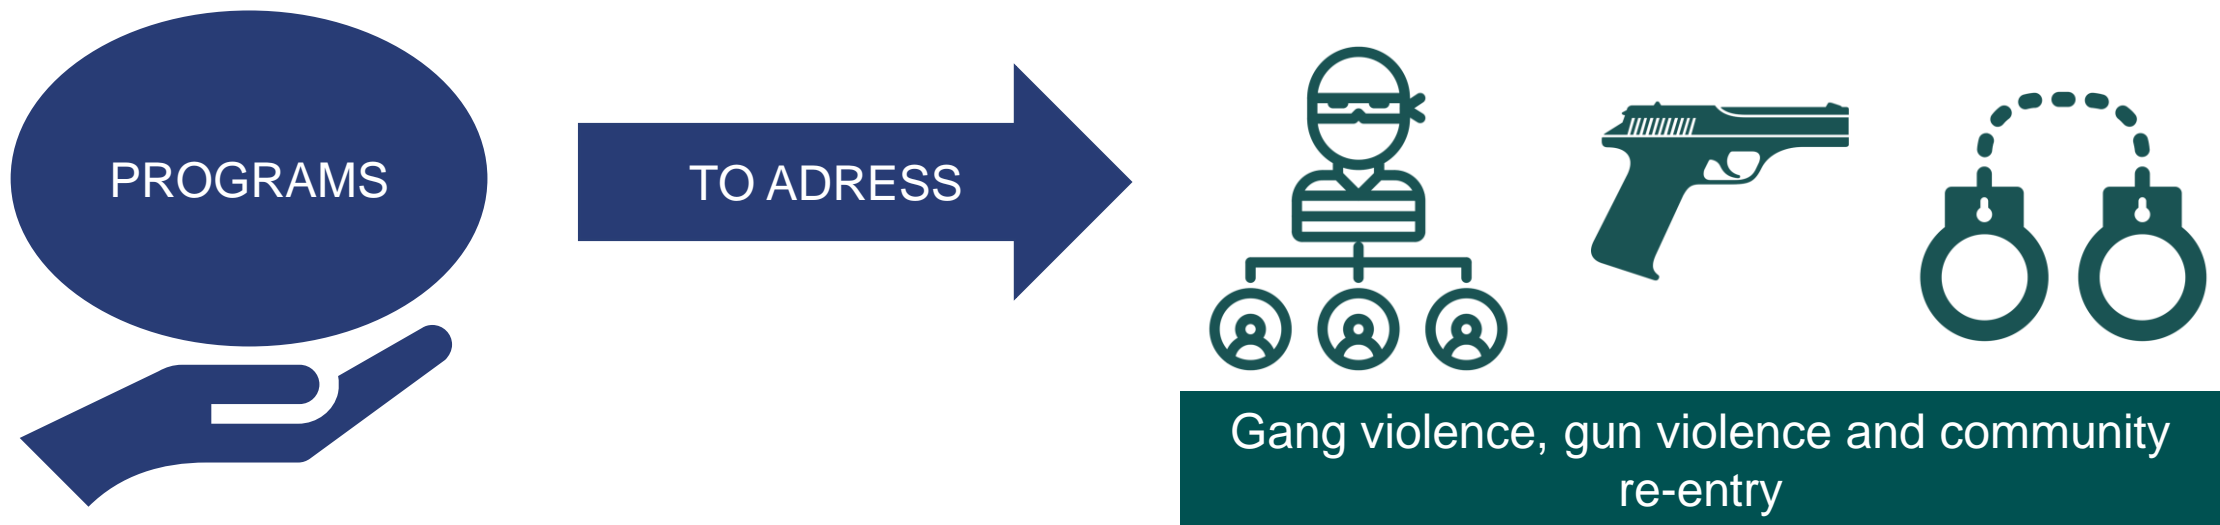 PROGRAMS
TO ADRESS
Gang violence, gun violence and community
re-entry